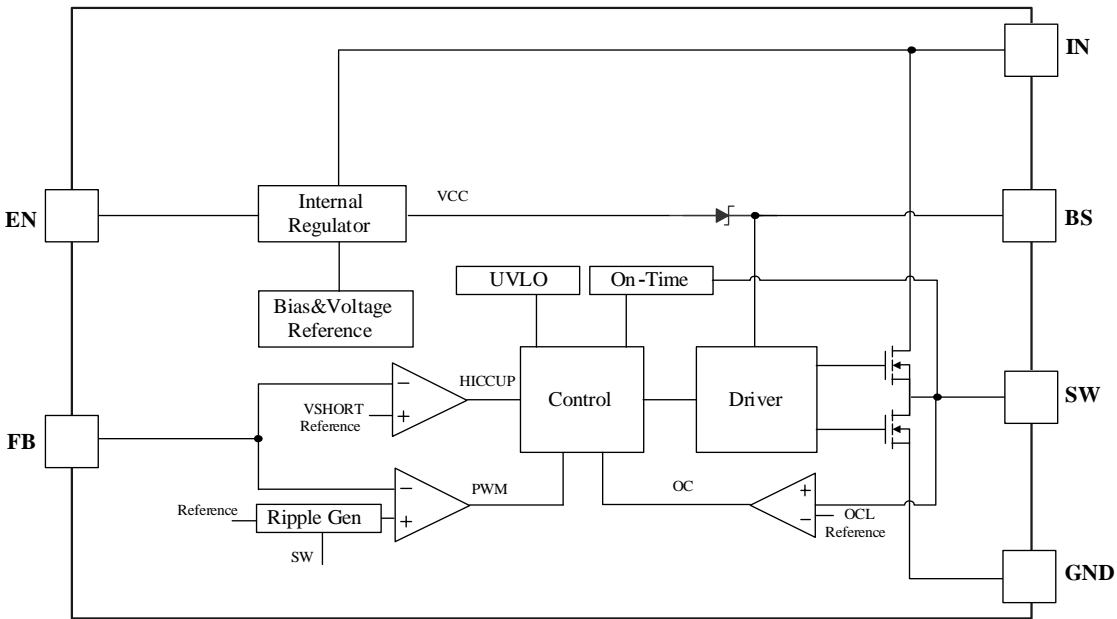 IN
EN
Internal
Regulator
VCC
BS
Bias&Voltage
Reference
UVLO
On-Time
HICCUP
−
+
VSHORT
Reference
Control
Driver
SW
FB
PWM
−
+
Reference
Ripple Gen
SW
OC
+
−
OCL
Reference
GND